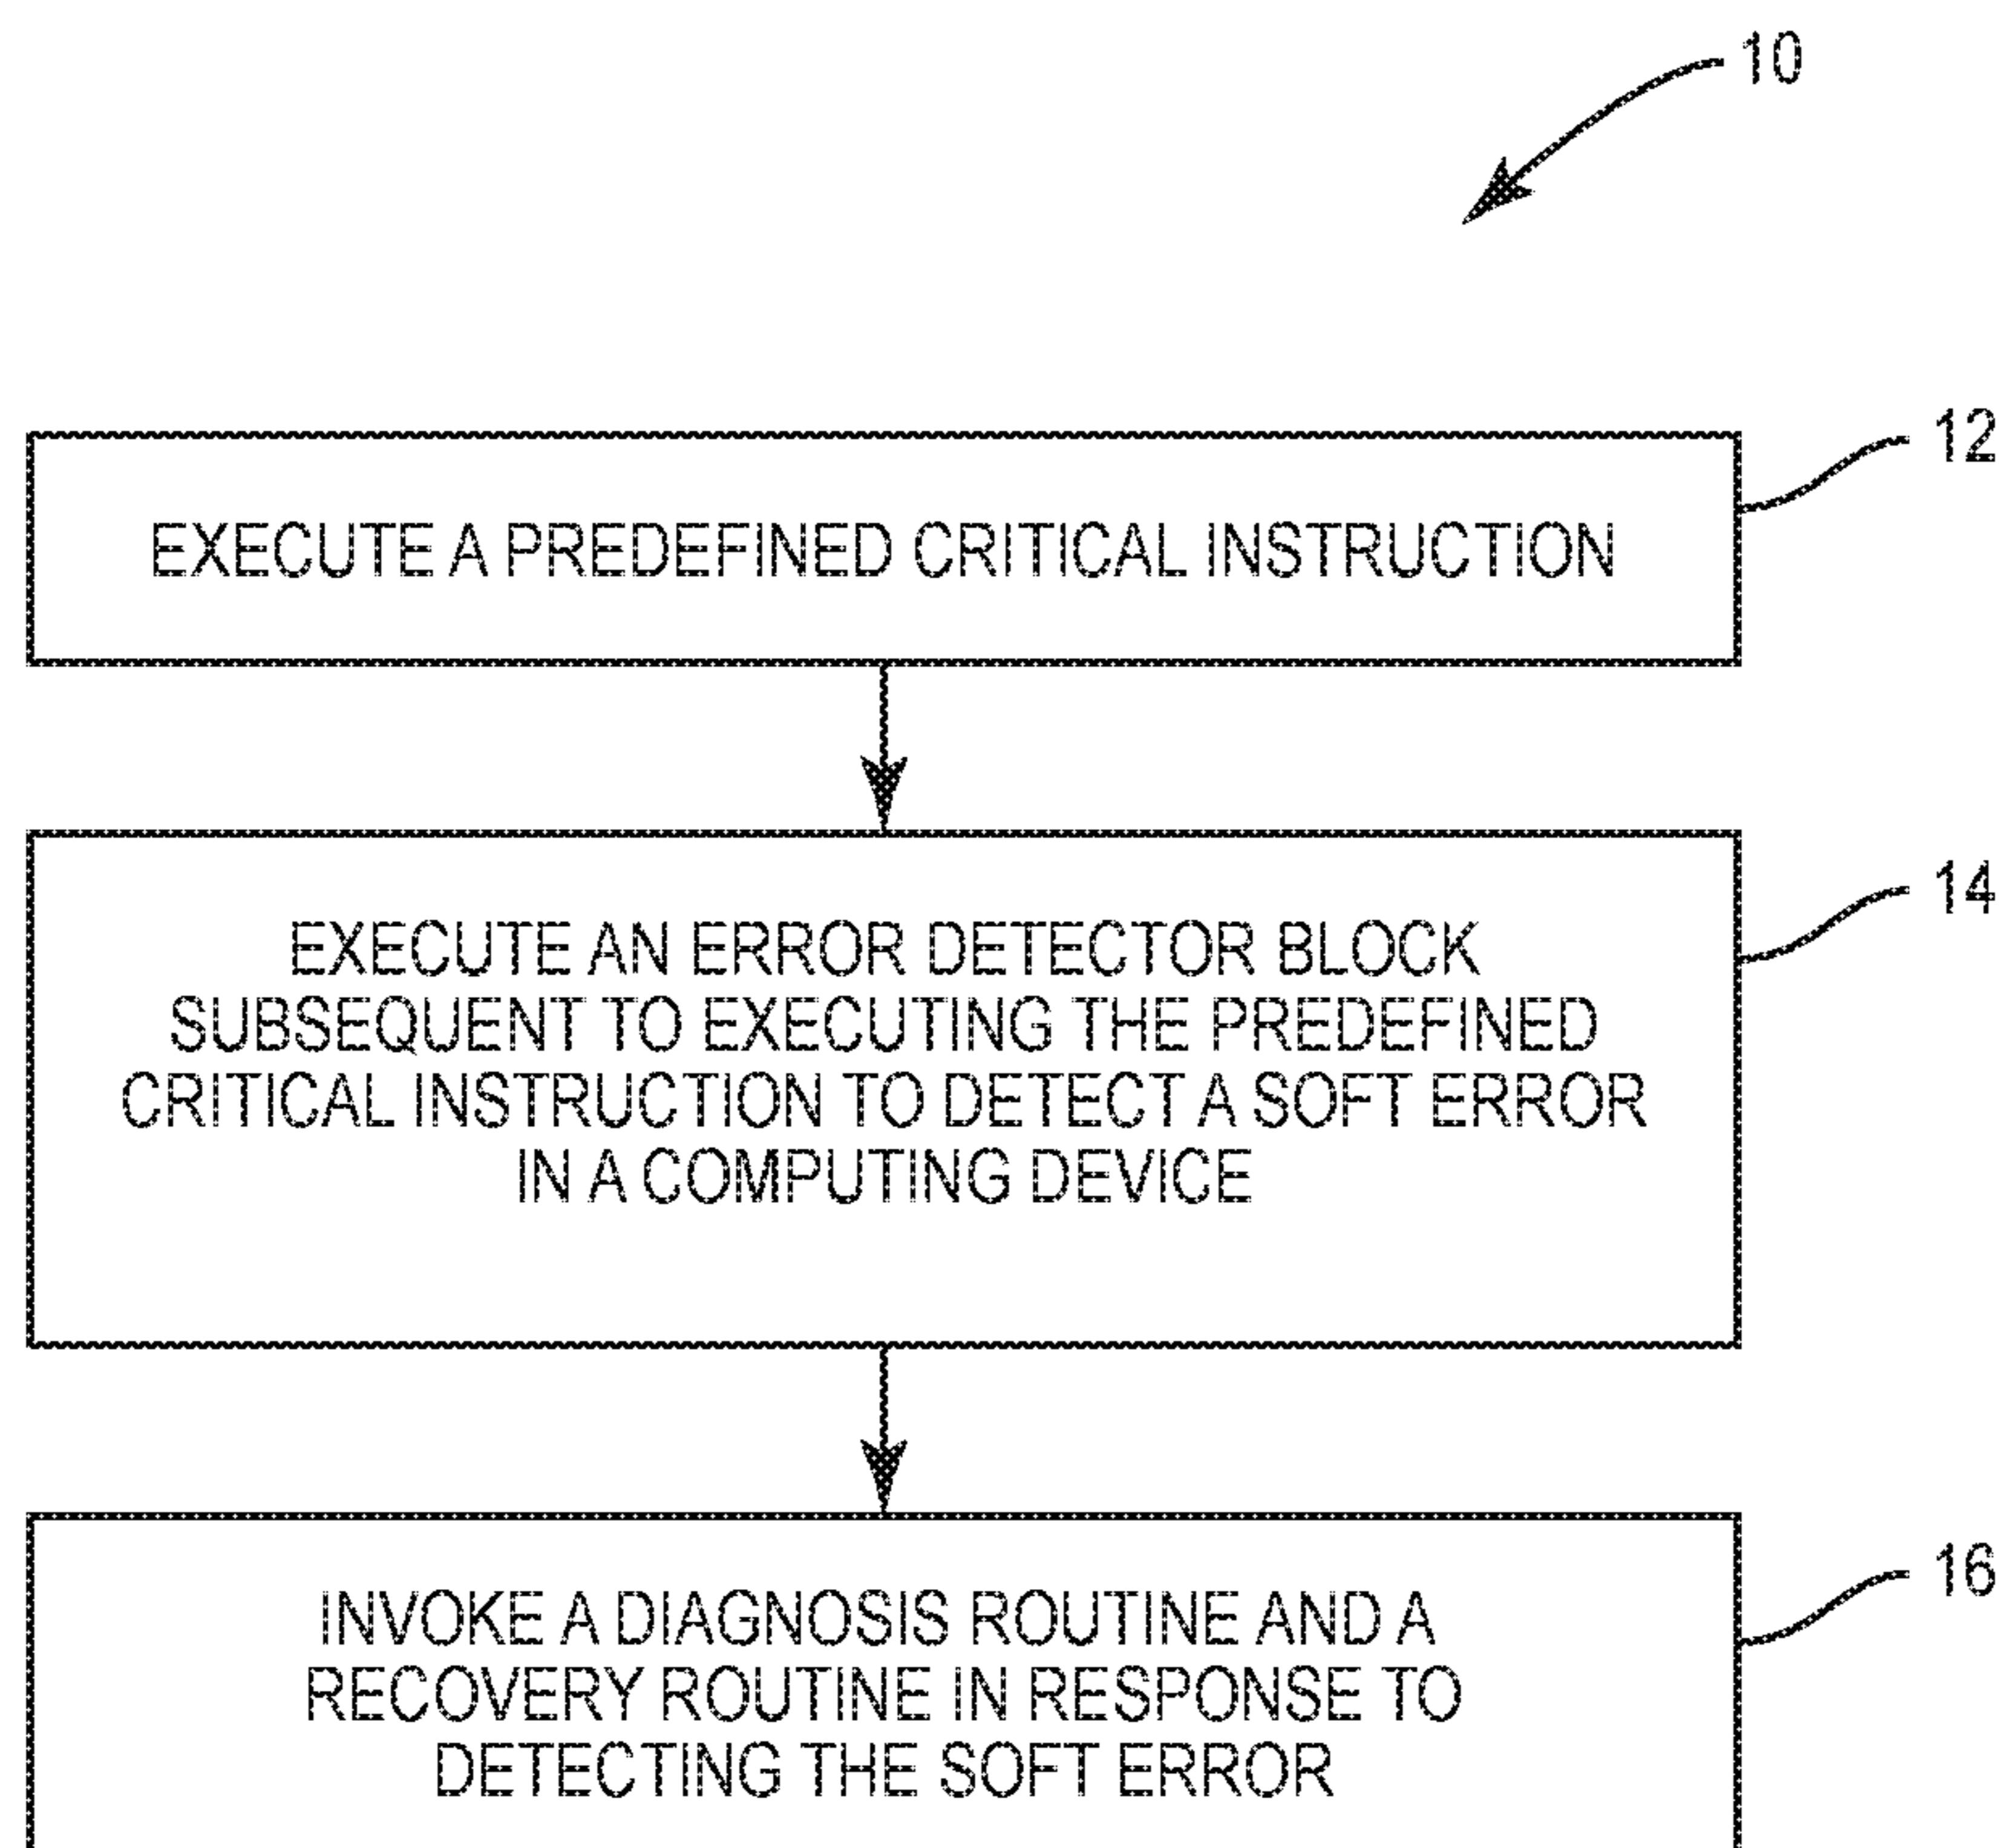 10
12
EXECUTE A PREDEFINED CRITICAL INSTRUCTION
14
EXECUTE AN ERROR DETECTOR BLOCK
SUBSEQUENT TO EXECUTING THE PREDEFINED
CRITICAL INSTRUCTION TO DETECT A SOFT ERROR
IN A COMPUTING DEVICE
16
INVOKE A DIAGNOSIS ROUTINE AND A
RECOVERY ROUTINE IN RESPONSE TO
DETECTING THE SOFT ERROR